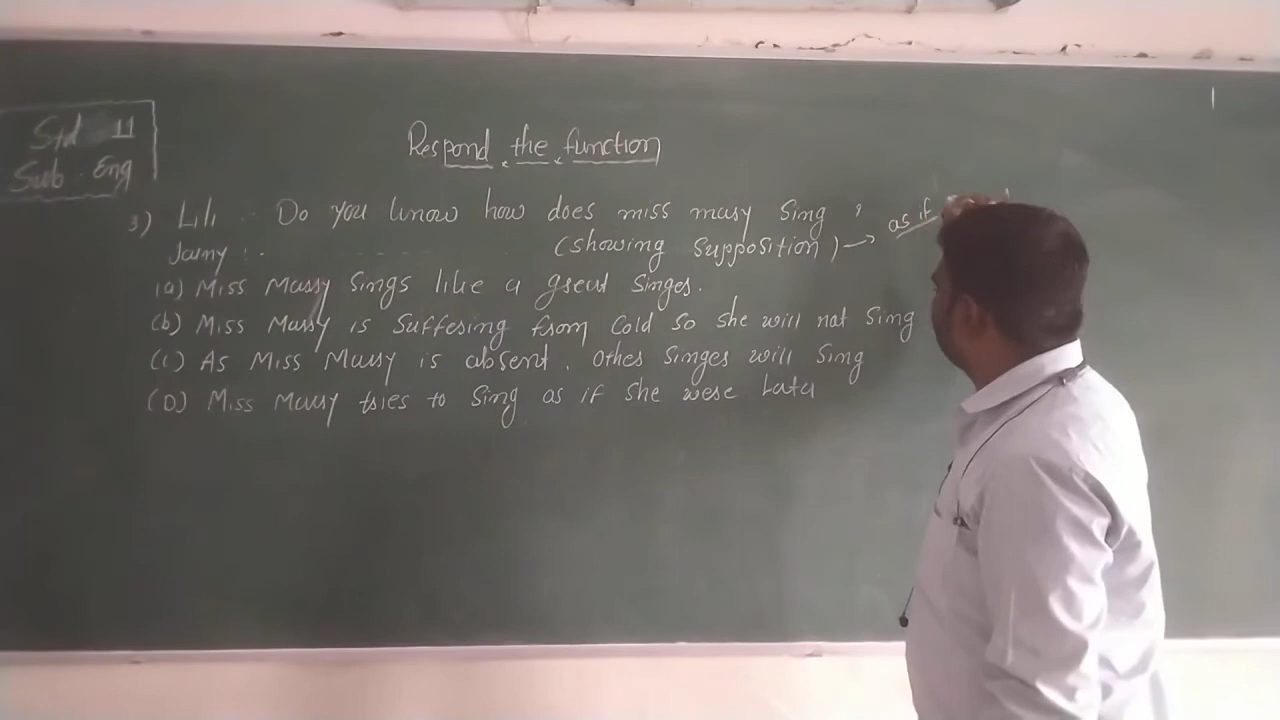 Std 11
Sub. Eng
Respond the function
3) Lili : Do you know how does miss mary Sing ?
Jamy : . - - - - - (showing supposition) → as if
(a) Miss Mary Sings like a great Singer.
(b) Miss Mary is Suffering from Cold so she will not Sing
(c) As Miss Mary is absent, other Singer will Sing
(D) Miss Mary tries to Sing as if she were Lata